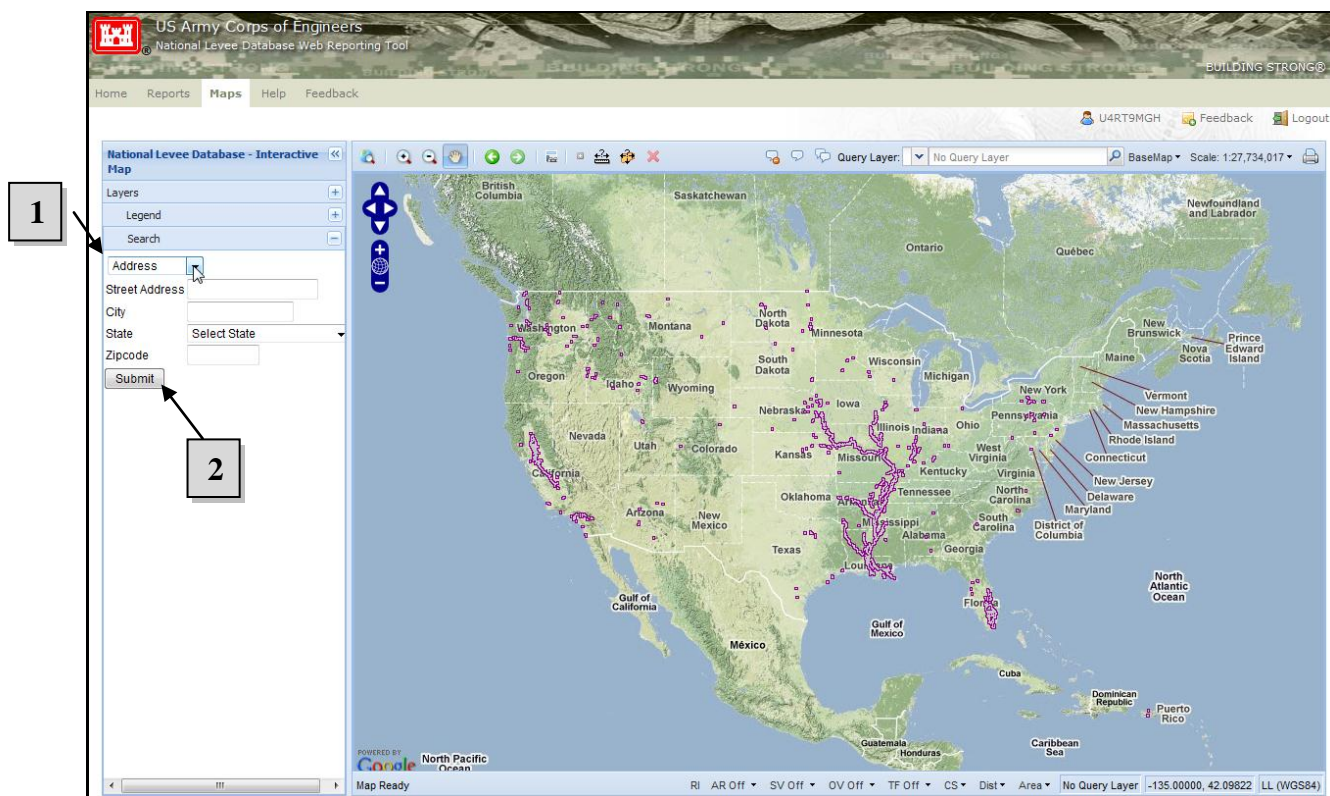 US Army Corps of Engineers
®
National Levee Database Web Reporting Tool
BUILDING STRONG®
Home Reports Maps Help Feedback
U4RT9MGH Feedback Logout
National Levee Database - Interactive Map
Query Layer: No Query Layer BaseMap Scale: 1:27,734,017
Layers
Legend
Search
1
Address
Street Address
City
State Select State
Zipcode
Submit
2
British Columbia
Saskatchewan
Newfoundland and Labrador
Ontario
Québec
Washington
Montana
North Dakota
Minnesota
New Brunswick
Prince Edward Island
Nova Scotia
Maine
South Dakota
Wisconsin
Michigan
Oregon
Idaho
Wyoming
New York
Vermont
New Hampshire
Massachusetts
Rhode Island
Connecticut
Nebraska
Iowa
Pennsylvania
Illinois Indiana Ohio
Nevada
Utah
Colorado
Kansas
Missouri
West Virginia
Kentucky
Virginia
New Jersey
Delaware
Maryland
District of Columbia
California
Oklahoma
Arkansas
Tennessee
North Carolina
Arizona
New Mexico
Mississippi
Alabama
South Carolina
Georgia
Texas
Louisiana
Florida
North Atlantic Ocean
Gulf of California
Gulf of Mexico
México
Cuba
Dominican Republic
Puerto Rico
Guatemala
Honduras
Caribbean Sea
POWERED BY
Google
North Pacific Ocean
Map Ready RI AR Off SV Off OV Off TF Off CS Dist Area No Query Layer -135.00000, 42.09822 LL (WGS84)